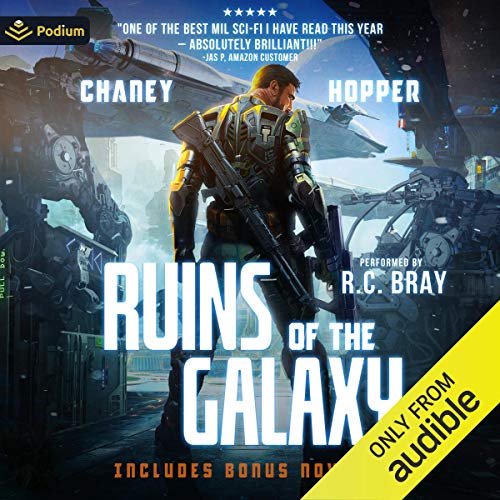 Podium
"ONE OF THE BEST MIL SCI-FI I HAVE READ THIS YEAR
— ABSOLUTELY BRILLIANT!!!"
-JAS P, AMAZON CUSTOMER
CHANEY
HOPPER
PERFORMED BY
R.C. BRAY
RUINS
OF THE
GALAXY
INCLUDES BONUS
ONLY FROM
audible